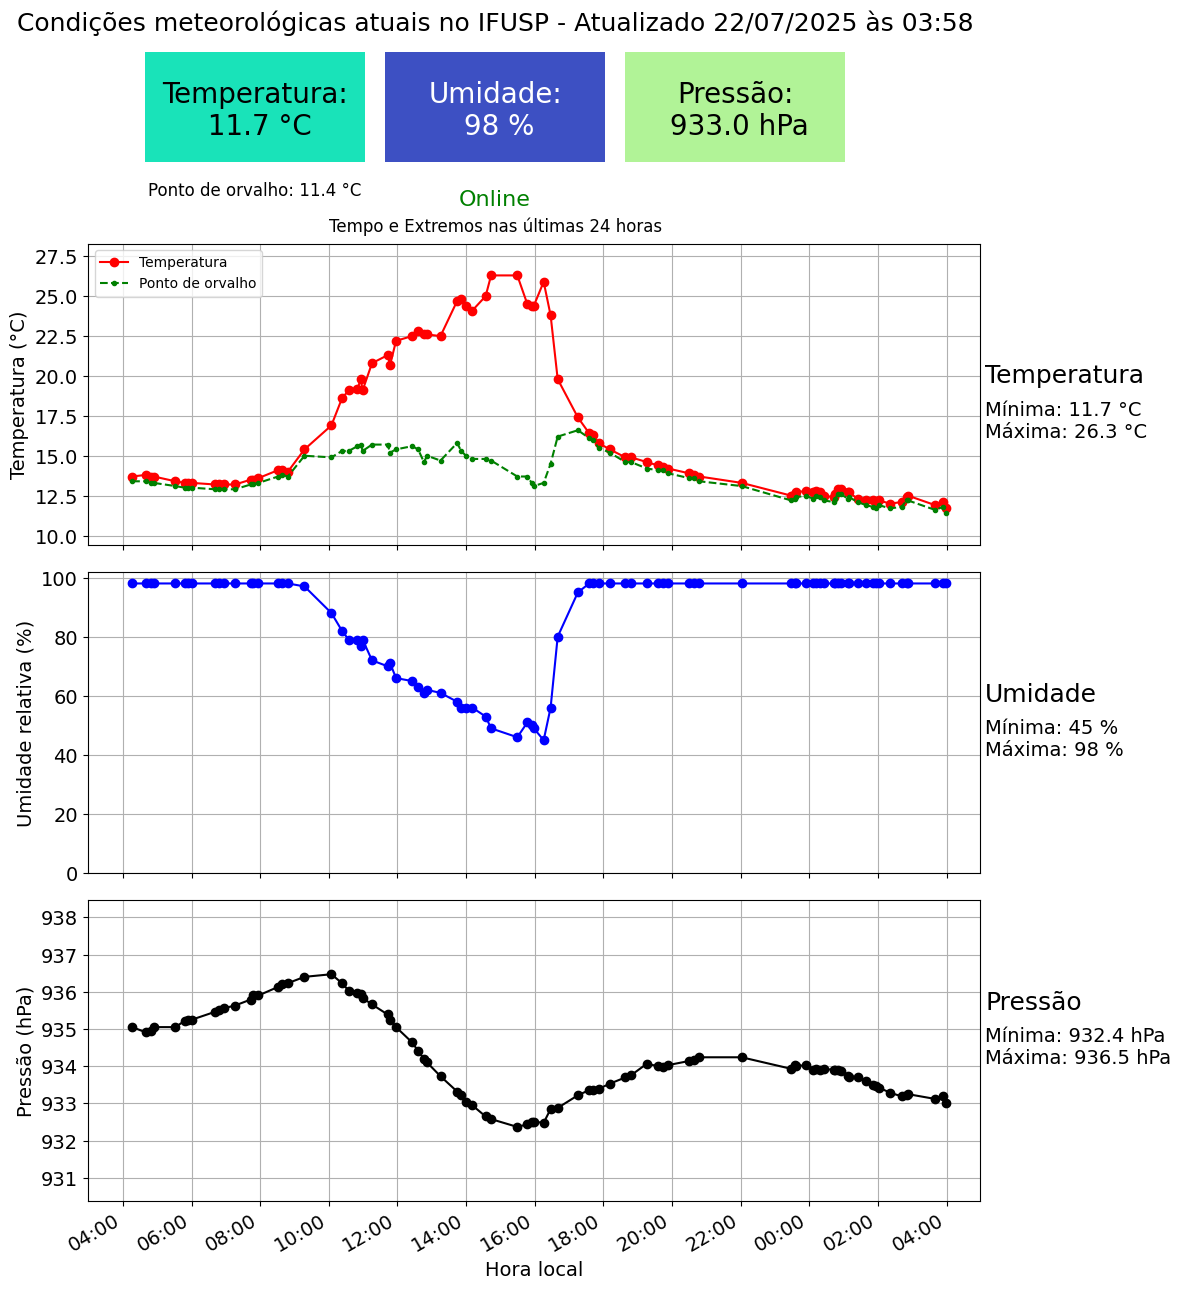 Condições meteorológicas atuais no IFUSP - Atualizado 22/07/2025 às 03:58
Temperatura:
11.7 °C
Umidade:
98 %
Pressão:
933.0 hPa
Ponto de orvalho: 11.4 °C
Online
Tempo e Extremos nas últimas 24 horas
Temperatura
Ponto de orvalho
Temperatura (°C)
27.5
25.0
22.5
20.0
17.5
15.0
12.5
10.0
Temperatura
Mínima: 11.7 °C
Máxima: 26.3 °C
Umidade relativa (%)
100
80
60
40
20
0
Umidade
Mínima: 45 %
Máxima: 98 %
Pressão (hPa)
938
937
936
935
934
933
932
931
Pressão
Mínima: 932.4 hPa
Máxima: 936.5 hPa
04:00 06:00 08:00 10:00 12:00 14:00 16:00 18:00 20:00 22:00 00:00 02:00 04:00
Hora local